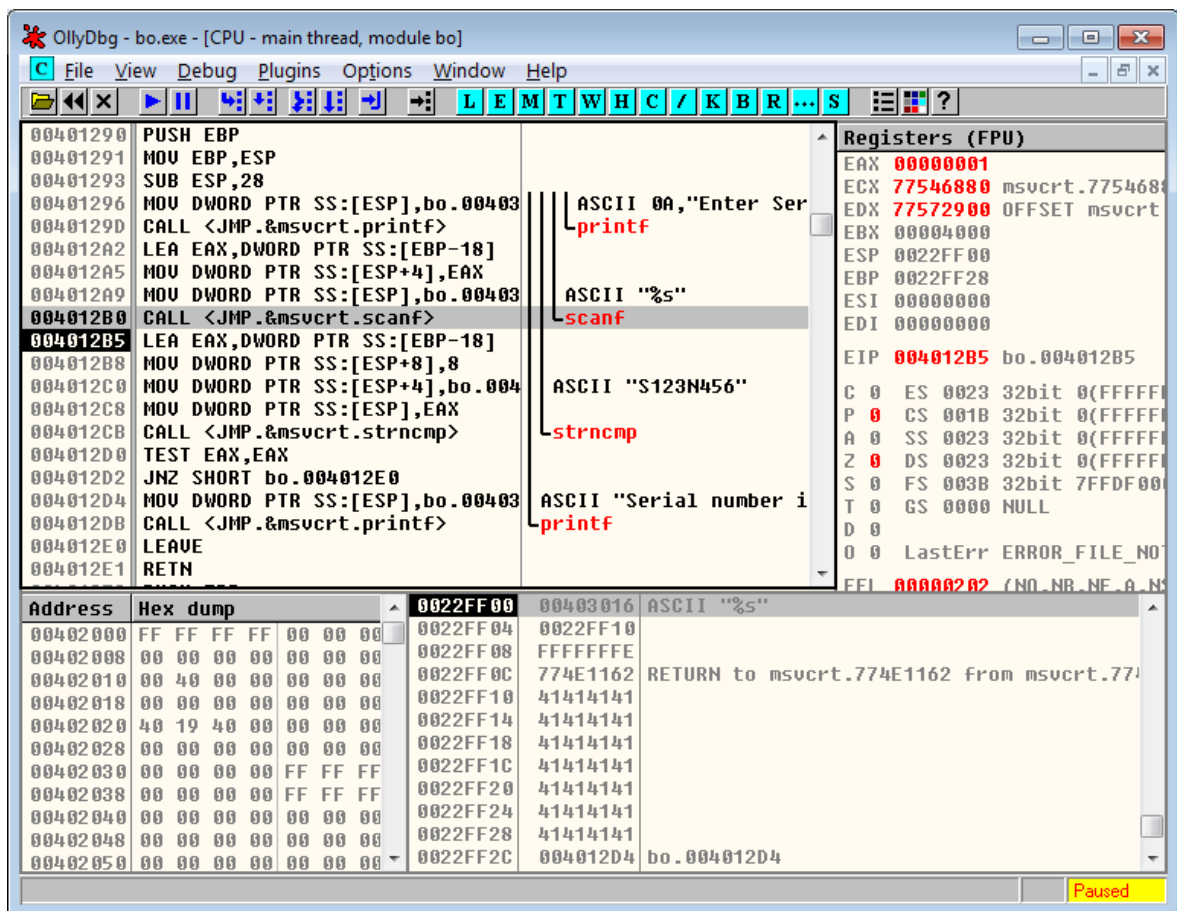 OllyDbg - bo.exe - [CPU - main thread, module bo]
C File View Debug Plugins Options Window Help
L E M T W H C / K B R ... S ?
00401290 PUSH EBP
00401291 MOV EBP,ESP
00401293 SUB ESP,28
00401296 MOV DWORD PTR SS:[ESP],bo.00403 ASCII 0A,"Enter Ser
0040129D CALL <JMP.&msvcrt.printf> printf
004012A2 LEA EAX,DWORD PTR SS:[EBP-18]
004012A5 MOV DWORD PTR SS:[ESP+4],EAX
004012A9 MOV DWORD PTR SS:[ESP],bo.00403 ASCII "%s"
004012B0 CALL <JMP.&msvcrt.scanf> scanf
004012B5 LEA EAX,DWORD PTR SS:[EBP-18]
004012B8 MOV DWORD PTR SS:[ESP+8],8
004012C0 MOV DWORD PTR SS:[ESP+4],bo.004 ASCII "S123N456"
004012C8 MOV DWORD PTR SS:[ESP],EAX
004012CB CALL <JMP.&msvcrt.strncmp> strncmp
004012D0 TEST EAX,EAX
004012D2 JNZ SHORT bo.004012E0
004012D4 MOV DWORD PTR SS:[ESP],bo.00403 ASCII "Serial number i
004012DB CALL <JMP.&msvcrt.printf> printf
004012E0 LEAVE
004012E1 RETN
Registers (FPU)
EAX 00000001
ECX 77546880 msvcrt.7754688
EDX 77572900 OFFSET msvcrt
EBX 00004000
ESP 0022FF00
EBP 0022FF28
ESI 00000000
EDI 00000000
EIP 004012B5 bo.004012B5
C 0 ES 0023 32bit 0(FFFFF
P 0 CS 001B 32bit 0(FFFFF
A 0 SS 0023 32bit 0(FFFFF
Z 0 DS 0023 32bit 0(FFFFF
S 0 FS 003B 32bit 7FFDF00
T 0 GS 0000 NULL
D 0
O 0 LastErr ERROR_FILE_NO
EFL 00000202 (NO,NB,NE,A,NS
Address Hex dump
00402000 FF FF FF FF 00 00 00
00402008 00 00 00 00 00 00 00
00402010 00 40 00 00 00 00 00
00402018 00 00 00 00 00 00 00
00402020 40 19 40 00 00 00 00
00402028 00 00 00 00 00 00 00
00402030 00 00 00 00 FF FF FF
00402038 00 00 00 00 FF FF FF
00402040 00 00 00 00 00 00 00
00402048 00 00 00 00 00 00 00
00402050 00 00 00 00 00 00 00
0022FF00 00403016 ASCII "%s"
0022FF04 0022FF10
0022FF08 FFFFFFFE
0022FF0C 774E1162 RETURN to msvcrt.774E1162 from msvcrt.774
0022FF10 41414141
0022FF14 41414141
0022FF18 41414141
0022FF1C 41414141
0022FF20 41414141
0022FF24 41414141
0022FF28 41414141
0022FF2C 004012D4 bo.004012D4
Paused